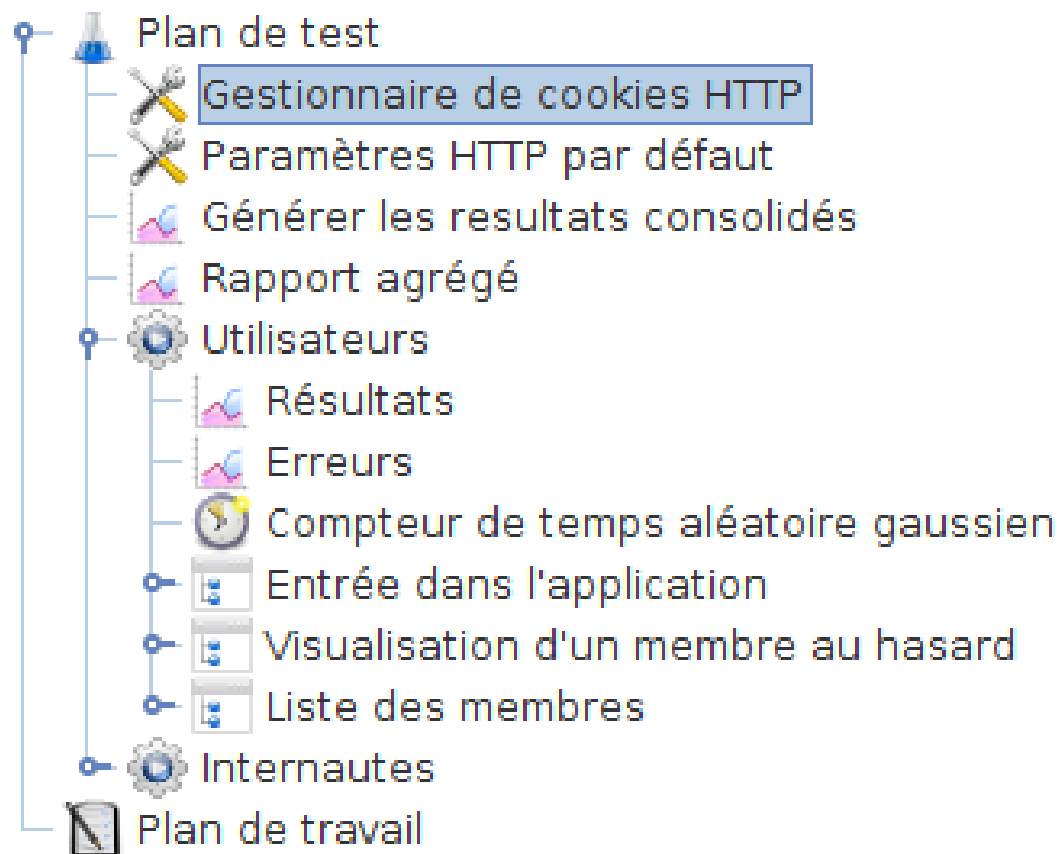 Plan de test
Gestionnaire de cookies HTTP
Paramètres HTTP par défaut
Générer les resultats consolidés
Rapport agrégé
Utilisateurs
Résultats
Erreurs
Compteur de temps aléatoire gaussien
Entrée dans l'application
Visualisation d'un membre au hasard
Liste des membres
Internautes
Plan de travail